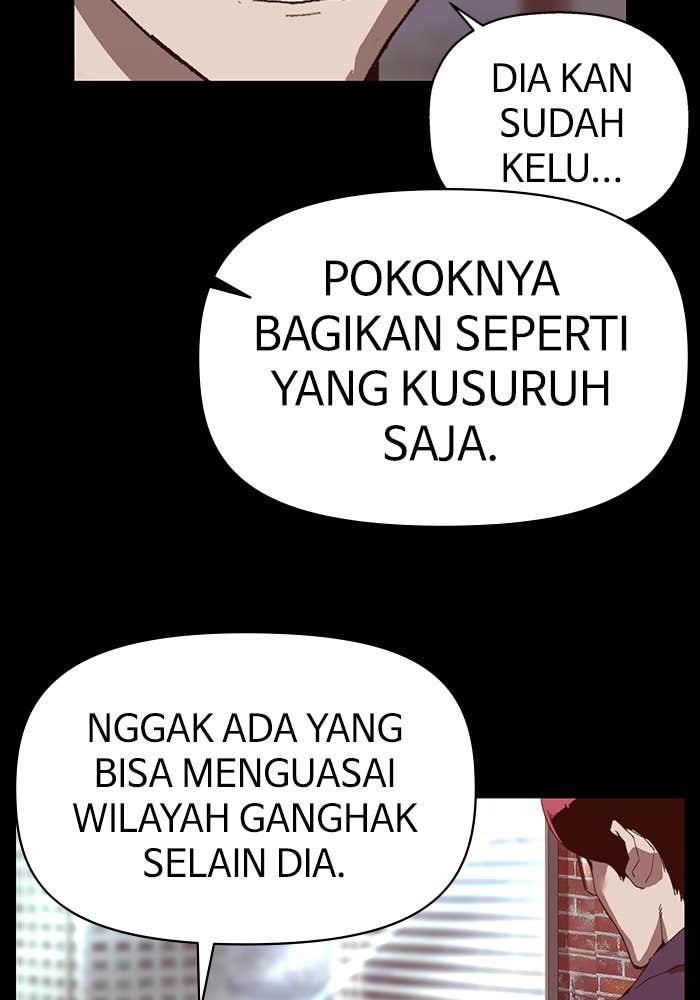 DIA KAN
SUDAH
KELU...
POKOKNYA
BAGIKAN SEPERTI
YANG KUSURUH
SAJA.
NGGAK ADA YANG
BISA MENGUASAI
WILAYAH GANGHAK
SELAIN DIA.